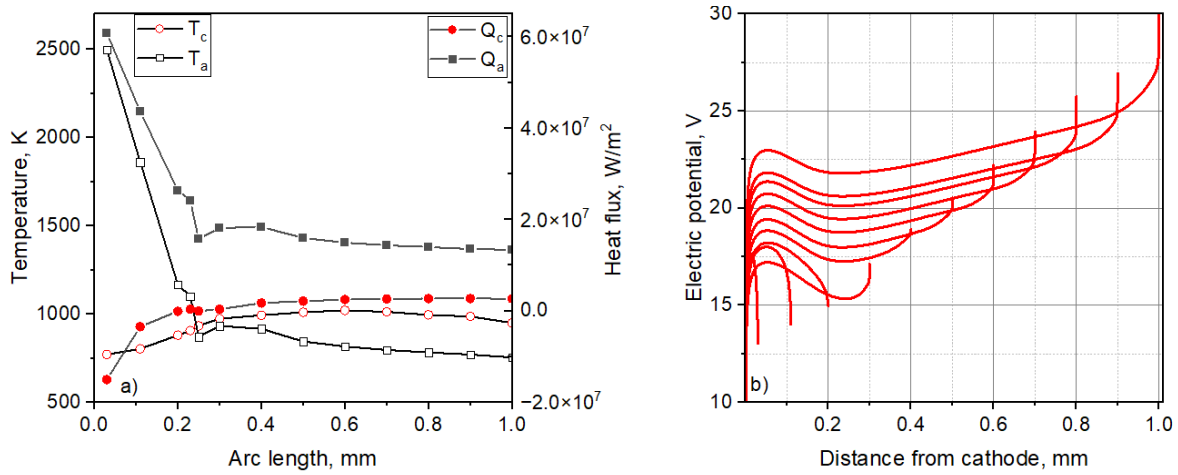 T_c
T_a
Q_c
Q_a
2500
2000
1500
1000
500
Temperature, K
6.0×10^7
4.0×10^7
2.0×10^7
0.0
−2.0×10^7
Heat flux, W/m^2
a)
0.0 0.2 0.4 0.6 0.8 1.0
Arc length, mm
30
25
20
15
10
Electric potential, V
b)
0.2 0.4 0.6 0.8 1.0
Distance from cathode, mm